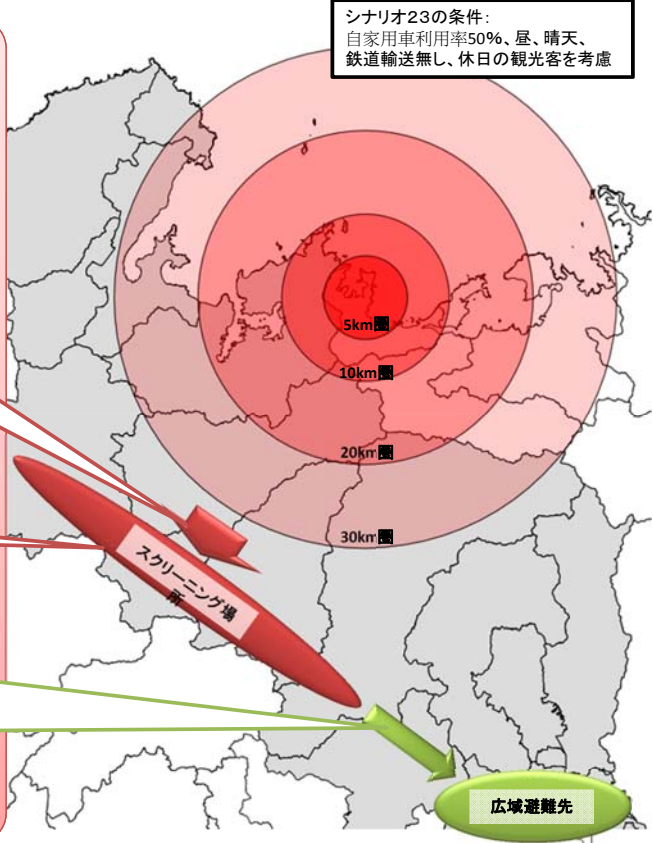 シナリオ23の条件:
自家用車利用率50%、昼、晴天、
鉄道輸送無し、休日の観光客を考慮
5km圏
10km圏
20km圏
30km圏
スクリーニング場
所
広域避難先